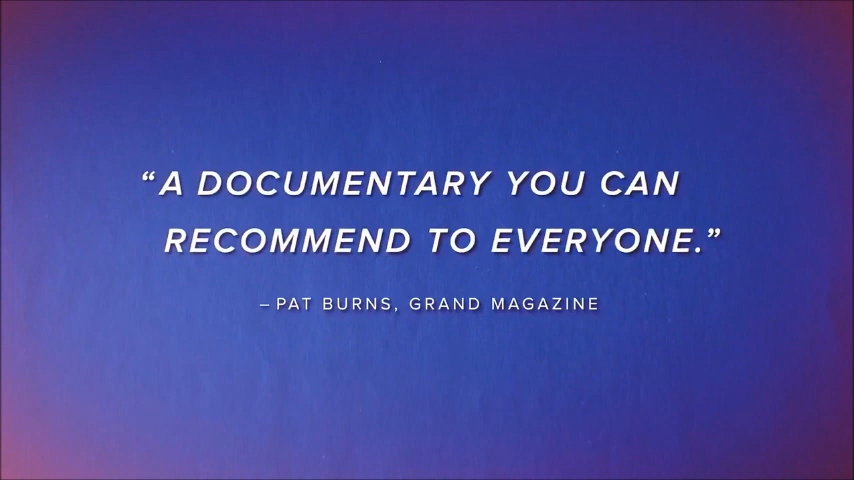 “A DOCUMENTARY YOU CAN
RECOMMEND TO EVERYONE.”
– PAT BURNS, GRAND MAGAZINE